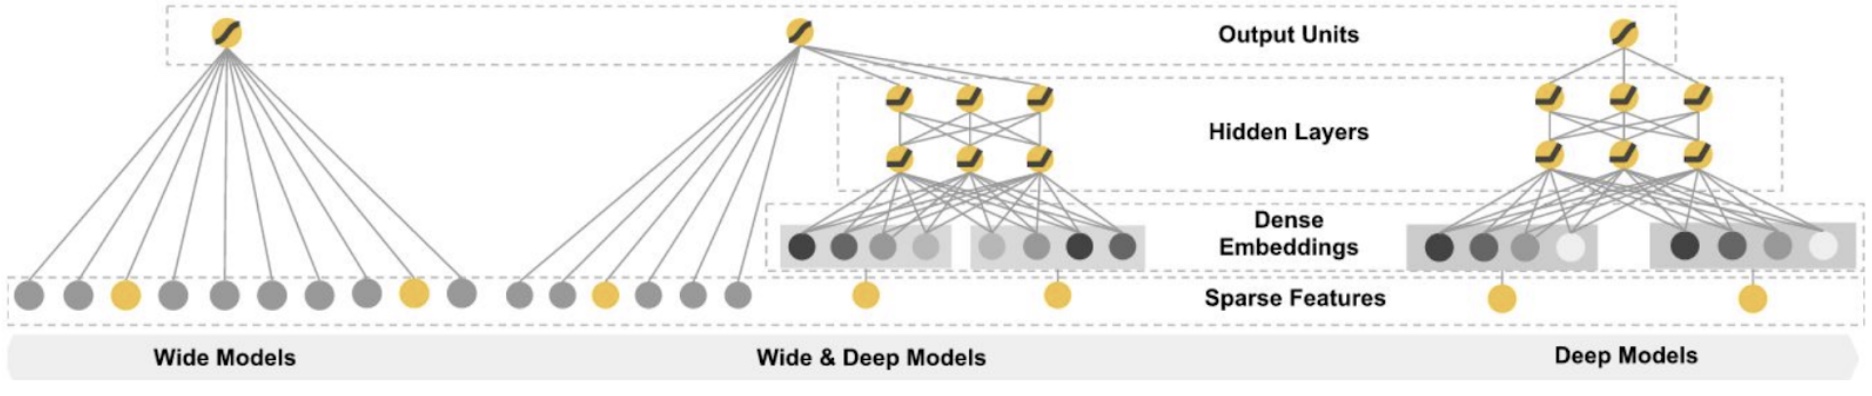 Output Units
Hidden Layers
Dense
Embeddings
Sparse Features
Wide Models
Wide & Deep Models
Deep Models